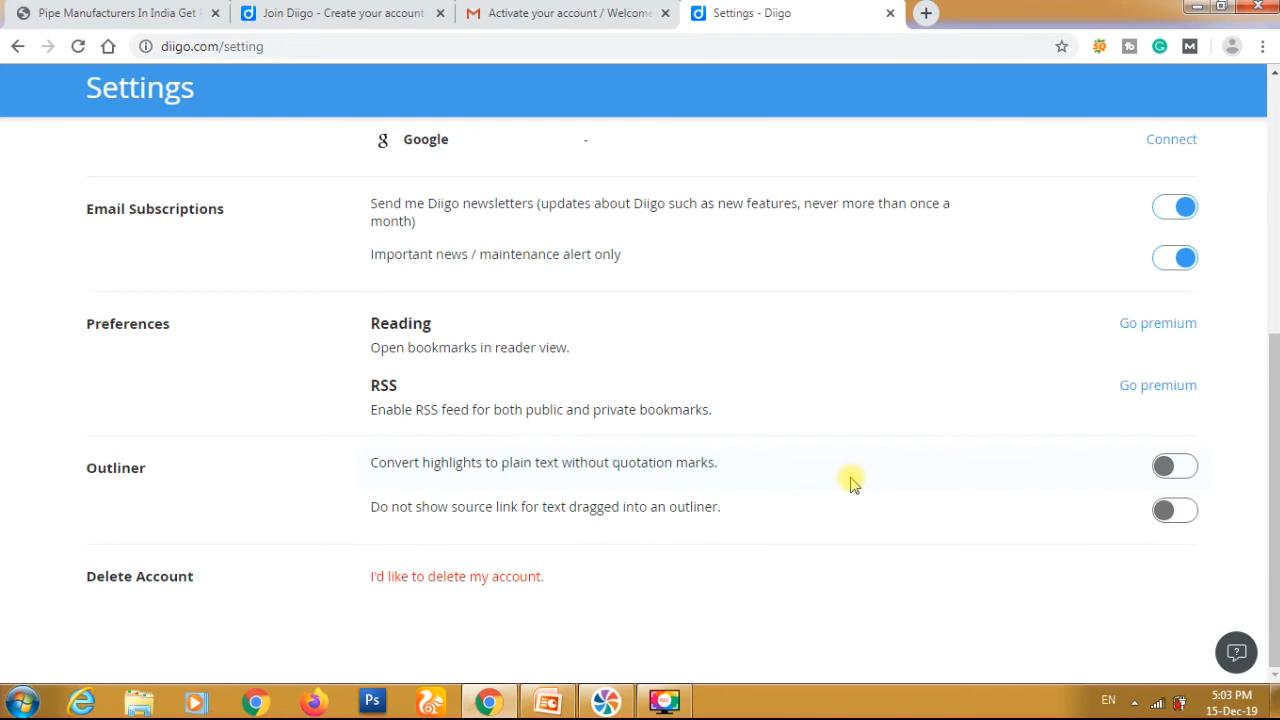 Pipe Manufacturers In India Get
Join Diigo - Create your account
Activate your account / Welcome
Settings - Diigo
diigo.com/setting
Settings
Google
-
Connect
Email Subscriptions
Send me Diigo newsletters (updates about Diigo such as new features, never more than once a
month)
Important news / maintenance alert only
Preferences
Reading
Go premium
Open bookmarks in reader view.
RSS
Go premium
Enable RSS feed for both public and private bookmarks.
Outliner
Convert highlights to plain text without quotation marks.
Do not show source link for text dragged into an outliner.
Delete Account
I'd like to delete my account.
EN
5:03 PM
15-Dec-19